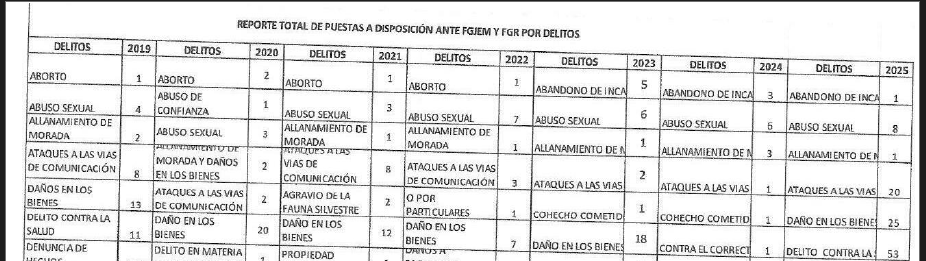 REPORTE TOTAL DE PUESTAS A DISPOSICIÓN ANTE FGJEM Y FGR POR DELITOS
DELITOS 2019 DELITOS 2020 DELITOS 2021 DELITOS 2022 DELITOS 2023 DELITOS 2024 DELITOS 2025
ABORTO 1 ABORTO 2 ABORTO 1 ABORTO 1 ABANDONO DE INCA 5 ABANDONO DE INCA 3 ABANDONO DE INCA 1
ABUSO SEXUAL 4 ABUSO DE CONFIANZA 1 ABUSO SEXUAL 3 ABUSO SEXUAL 7 ABUSO SEXUAL 6 ABUSO SEXUAL 6 ABUSO SEXUAL 8
ALLANAMIENTO DE MORADA 2 ABUSO SEXUAL 3 ALLANAMIENTO DE MORADA 1 ALLANAMIENTO DE MORADA 1 ALLANAMIENTO DE 1 ALLANAMIENTO DE 3 ALLANAMIENTO DE 1
ATAQUES A LAS VIAS DE COMUNICACIÓN 8 ALLANAMIENTO DE MORADA Y DAÑOS EN LOS BIENES 2 ATAQUES A LAS VIAS DE COMUNICACIÓN 8 ATAQUES A LAS VIAS DE COMUNICACIÓN 3 ATAQUES A LAS VIAS 2 ATAQUES A LAS VIAS 1 ATAQUES A LAS VIAS 20
DAÑOS EN LOS BIENES 13 ATAQUES A LAS VIAS DE COMUNICACIÓN 2 AGRAVIO DE LA FAUNA SILVESTRE 2 O POR PARTICULARES 1 COHECHO COMETID 1 COHECHO COMETID 1 DAÑO EN LOS BIENES 25
DELITO CONTRA LA SALUD 11 DAÑO EN LOS BIENES 20 DAÑO EN LOS BIENES 12 DAÑO EN LOS BIENES 7 DAÑO EN LOS BIENES 18 CONTRA EL CORRECT 1 DELITO CONTRA LA 53
DENUNCIA DE HECHOS DELITO EN MATERIA 1 PROPIEDAD DAÑOS A